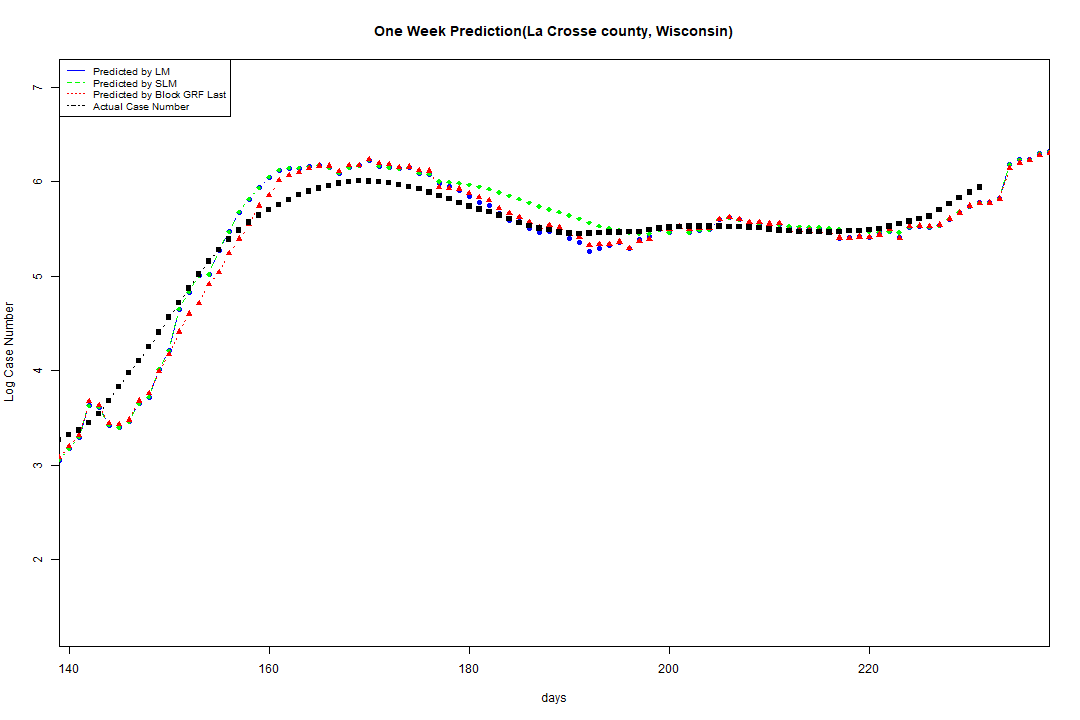 One Week Prediction(La Crosse county, Wisconsin)
Predicted by LM
Predicted by SLM
Predicted by Block GRF Last
Actual Case Number
7
6
5
4
3
2
Log Case Number
140 160 180 200 220
days